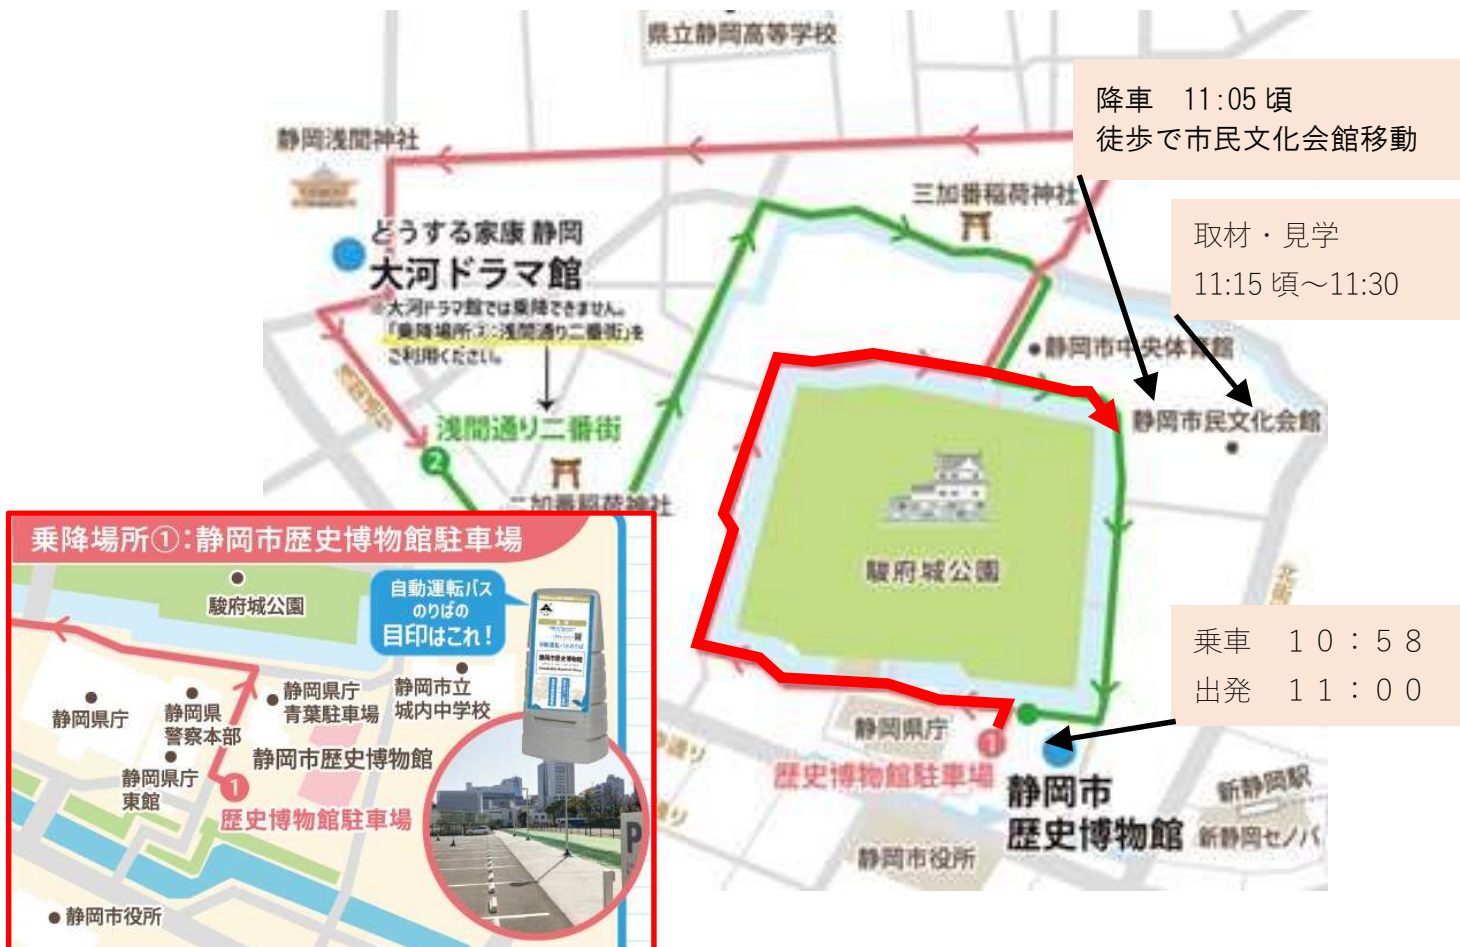 県立静岡高等学校
降車　11:05 頃
徒歩で市民文化会館移動
静岡浅間神社
三加番稲荷神社
取材・見学
11:15 頃～11:30
どうする家康 静岡
大河ドラマ館
※大河ドラマ館では乗降できません。
「乗降場所②:浅間通り二番街」を
ご利用ください。
静岡市中央体育館
静岡市民文化会館
浅間通り二番街
2
二加番稲荷神社
駿府城公園
乗車　１０：５８
出発　１１：００
静岡県庁
1
歴史博物館駐車場
静岡市
歴史博物館
新静岡駅
新静岡セノバ
静岡市役所
乗降場所①:静岡市歴史博物館駐車場
駿府城公園
自動運転バス
のりばの
目印はこれ!
静岡県庁
静岡県
警察本部
静岡県庁
青葉駐車場
静岡市立
城内中学校
静岡県庁
東館
静岡市歴史博物館
1
歴史博物館駐車場
P
静岡市役所